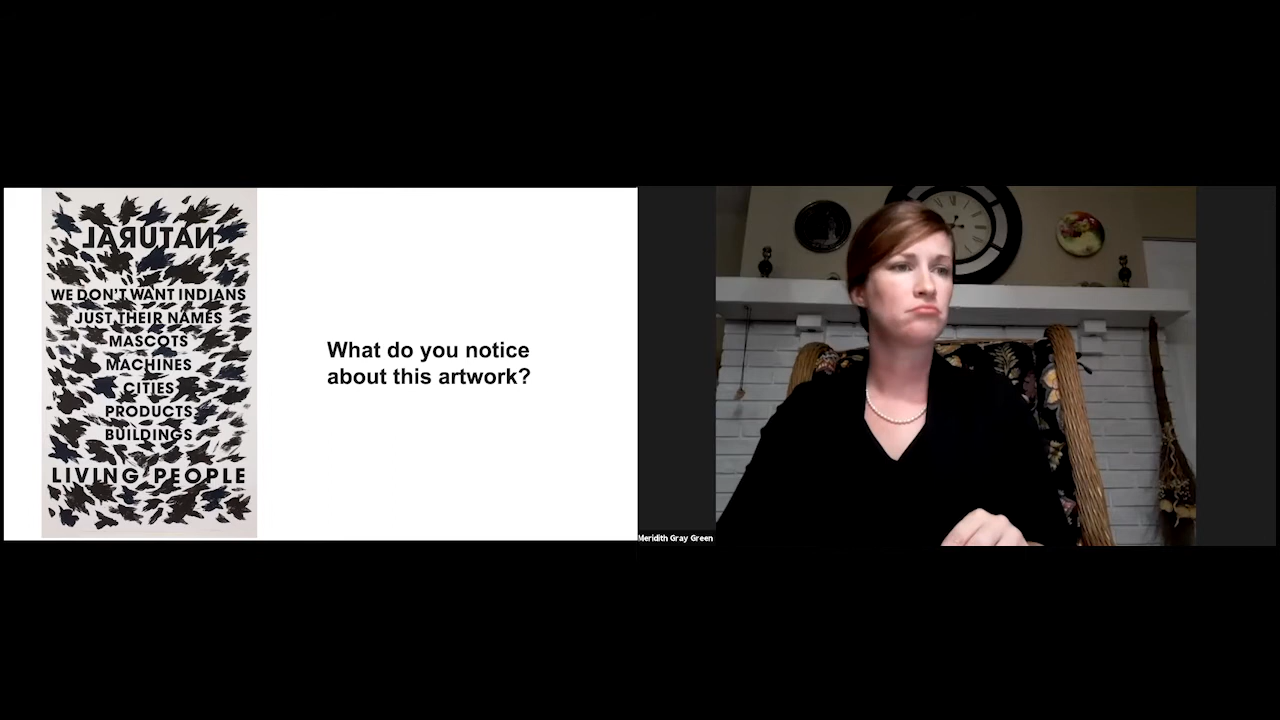 NATURAL
WE DON'T WANT INDIANS
JUST THEIR NAMES
MASCOTS
MACHINES
CITIES
PRODUCTS
BUILDINGS
LIVING PEOPLE
What do you notice
about this artwork?
Meridith Gray Green